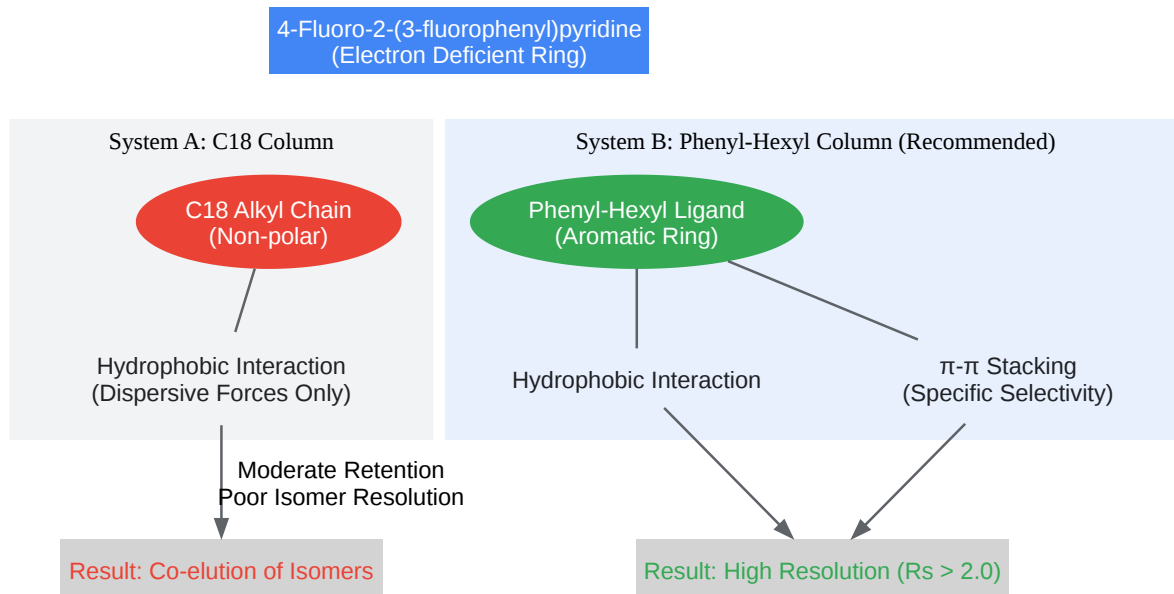 4-Fluoro-2-(3-fluorophenyl)pyridine
(Electron Deficient Ring)
System A: C18 Column
C18 Alkyl Chain
(Non-polar)
Hydrophobic Interaction
(Dispersive Forces Only)
Moderate Retention
Poor Isomer Resolution
Result: Co-elution of Isomers
System B: Phenyl-Hexyl Column (Recommended)
Phenyl-Hexyl Ligand
(Aromatic Ring)
Hydrophobic Interaction
π-π Stacking
(Specific Selectivity)
Result: High Resolution (Rs > 2.0)